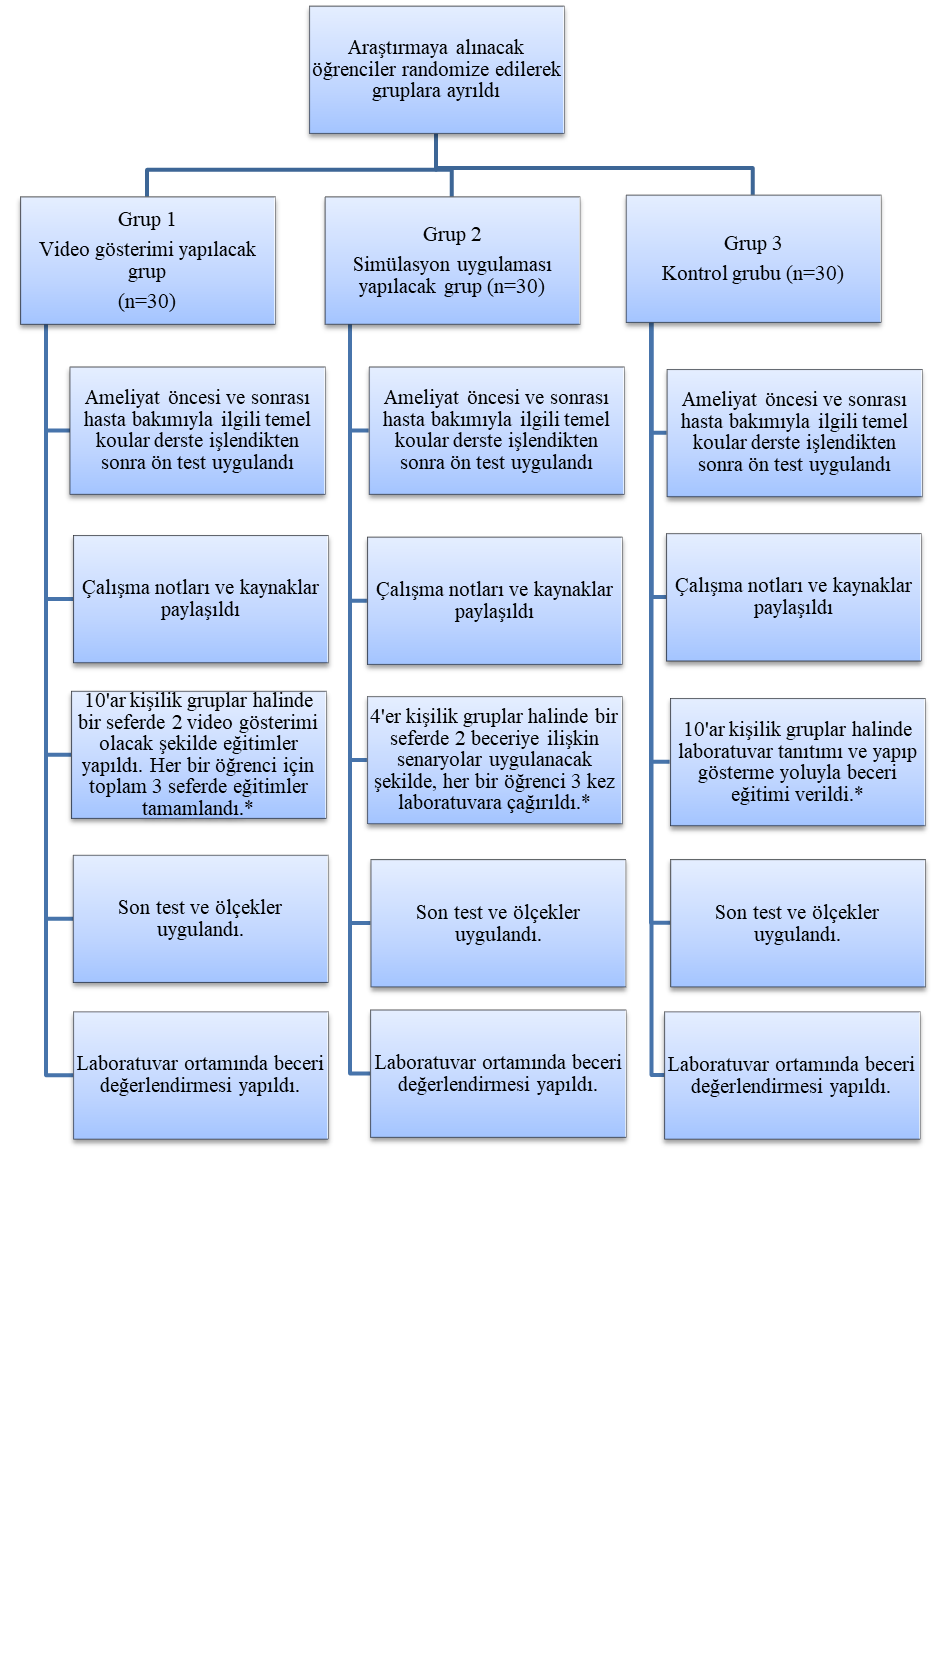 Araştırmaya alınacak
öğrenciler randomize edilerek
gruplara ayrıldı
Grup 1
Video gösterimi yapılacak
grup
(n=30)
Grup 2
Simülasyon uygulaması
yapılacak grup (n=30)
Grup 3
Kontrol grubu (n=30)
Ameliyat öncesi ve sonrası
hasta bakımıyla ilgili temel
koular derste işlendikten
sonra ön test uygulandı
Ameliyat öncesi ve sonrası
hasta bakımıyla ilgili temel
koular derste işlendikten
sonra ön test uygulandı
Ameliyat öncesi ve sonrası
hasta bakımıyla ilgili temel
koular derste işlendikten
sonra ön test uygulandı
Çalışma notları ve kaynaklar
paylaşıldı
Çalışma notları ve kaynaklar
paylaşıldı
Çalışma notları ve kaynaklar
paylaşıldı
10'ar kişilik gruplar halinde
bir seferde 2 video gösterimi
olacak şekilde eğitimler
yapıldı. Her bir öğrenci için
toplam 3 seferde eğitimler
tamamlandı.*
4'er kişilik gruplar halinde bir
seferde 2 beceriye ilişkin
senaryolar uygulanacak
şekilde, her bir öğrenci 3 kez
laboratuvara çağırıldı.*
10'ar kişilik gruplar halinde
laboratuvar tanıtımı ve yapıp
gösterme yoluyla beceri
eğitimi verildi.*
Son test ve ölçekler
uygulandı.
Son test ve ölçekler
uygulandı.
Son test ve ölçekler
uygulandı.
Laboratuvar ortamında beceri
değerlendirmesi yapıldı.
Laboratuvar ortamında beceri
değerlendirmesi yapıldı.
Laboratuvar ortamında beceri
değerlendirmesi yapıldı.